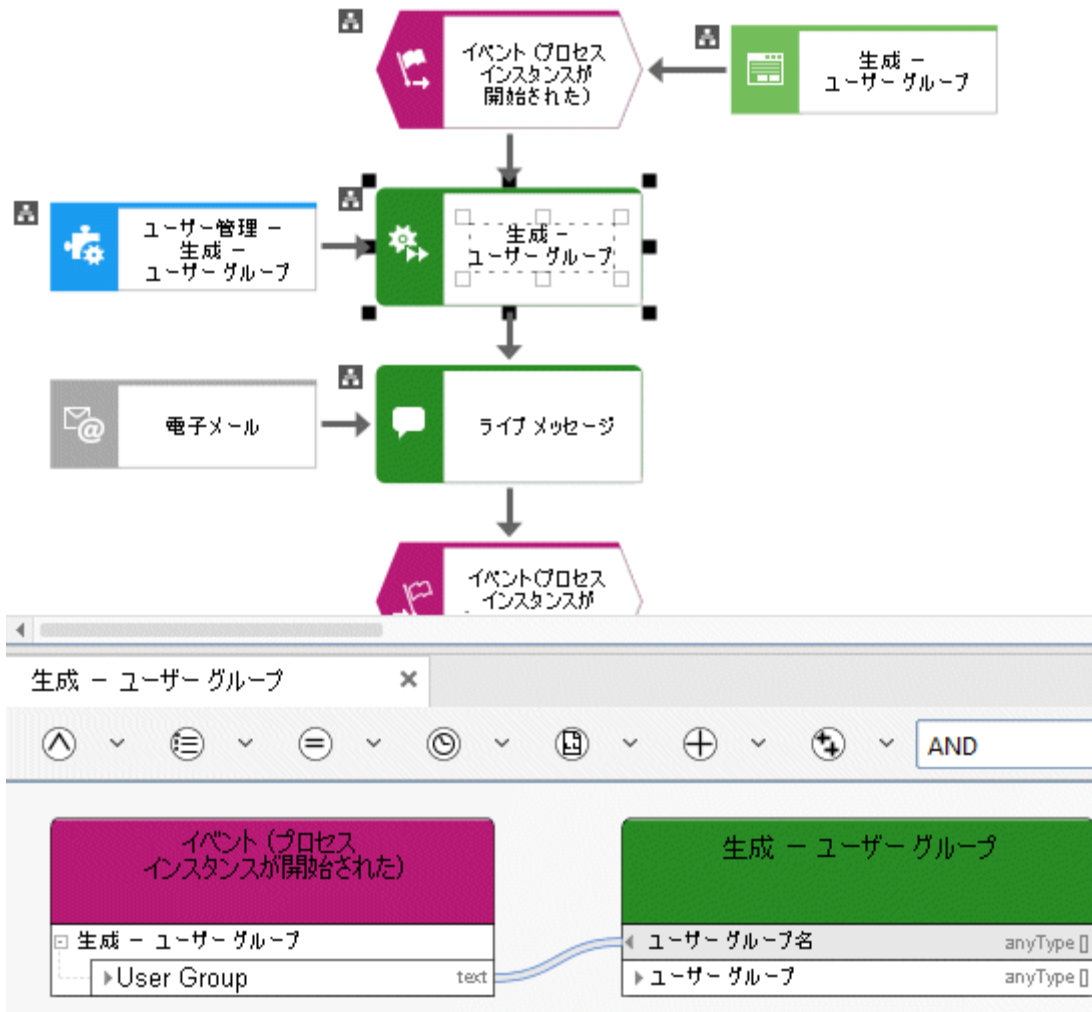 イベント (プロセス
インスタンスが
開始された)
生成 –
ユーザー グループ
ユーザー管理 –
生成 –
ユーザー グループ
生成 –
ユーザー グループ
電子メール
ライブ メッセージ
イベント(プロセス
インスタンスが
生成 – ユーザー グループ
AND
イベント (プロセス
インスタンスが開始された)
生成 – ユーザー グループ
生成 – ユーザー グループ
ユーザー グループ名 anyType []
User Group text
ユーザー グループ anyType []